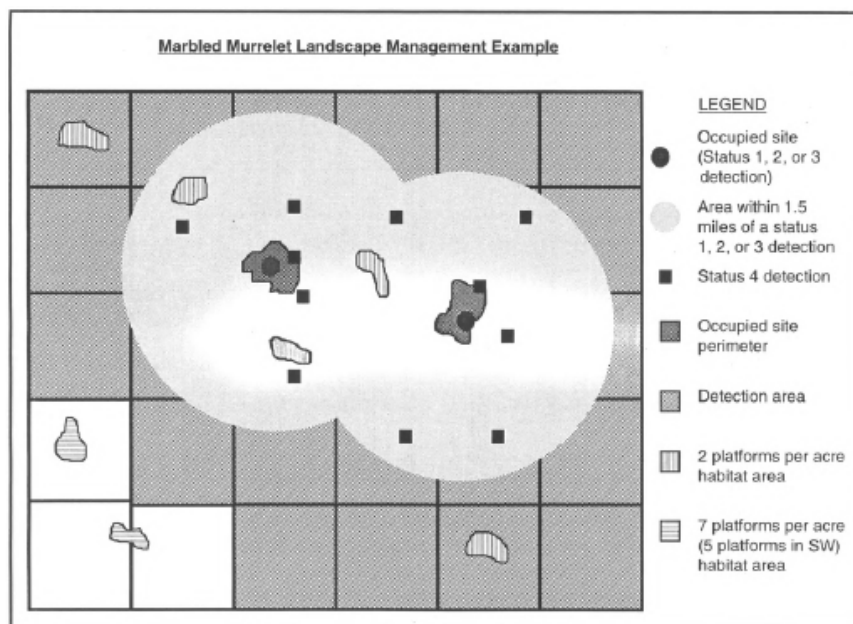 Marbled Murrelet Landscape Management Example
LEGEND
Occupied site
(Status 1, 2, or 3
detection)
Area within 1.5
miles of a status
1, 2, or 3 detection
Status 4 detection
Occupied site
perimeter
Detection area
2 platforms per acre
habitat area
7 platforms per acre
(5 platforms in SW)
habitat area